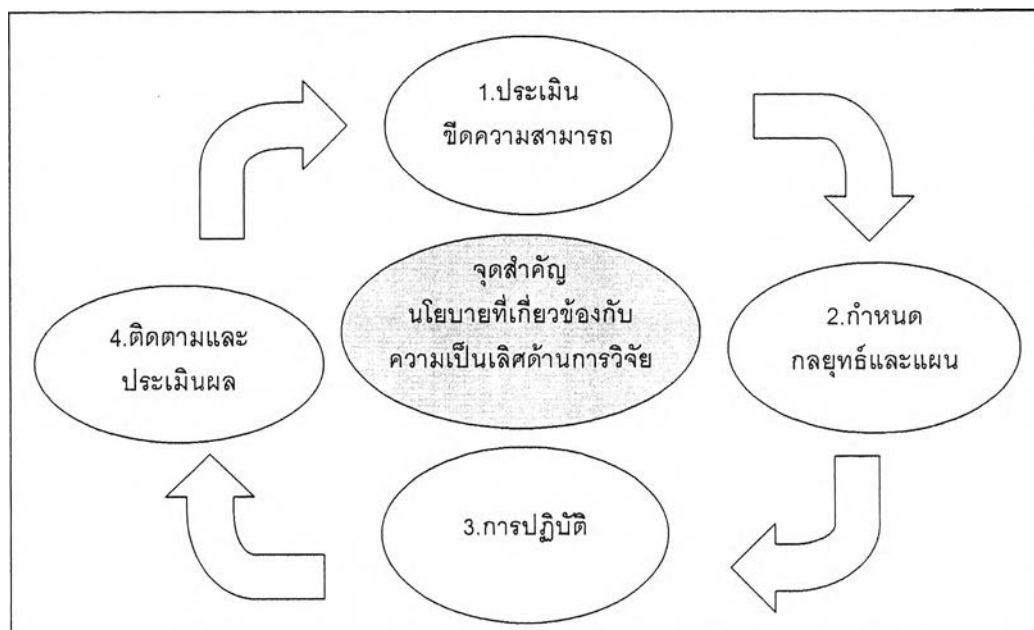 1.ประเมิน
ขีดความสามารถ
จุดสำคัญ
นโยบายที่เกี่ยวข้องกับ
ความเป็นเลิศด้านการวิจัย
2.กำหนด
กลยุทธ์และแผน
3.การปฏิบัติ
4.ติดตามและ
ประเมินผล